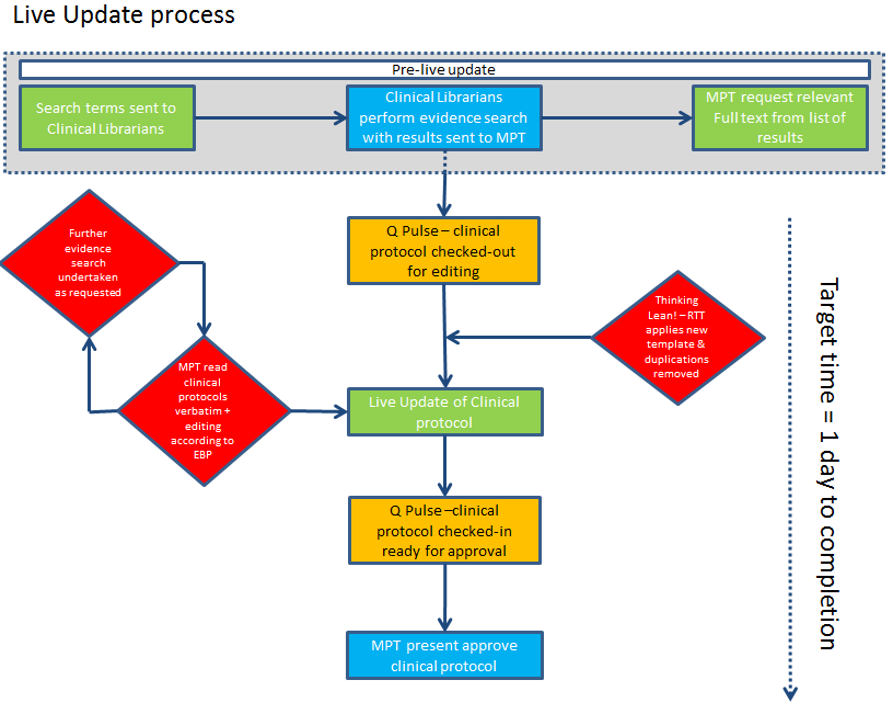 Live Update process
Pre-live update
Search terms sent to
Clinical Librarians
Clinical Librarians
perform evidence search
with results sent to MPT
MPT request relevant
Full text from list of
results
Q Pulse – clinical
protocol checked-out
for editing
Further
evidence
search
undertaken
as requested
Thinking
Lean! – RTT
applies new
template &
duplications
removed
MPT read
clinical
protocols
verbatim +
editing
according to
EBP
Live Update of Clinical
protocol
Q Pulse –clinical
protocol checked-in
ready for approval
MPT present approve
clinical protocol
Target time = 1 day to completion